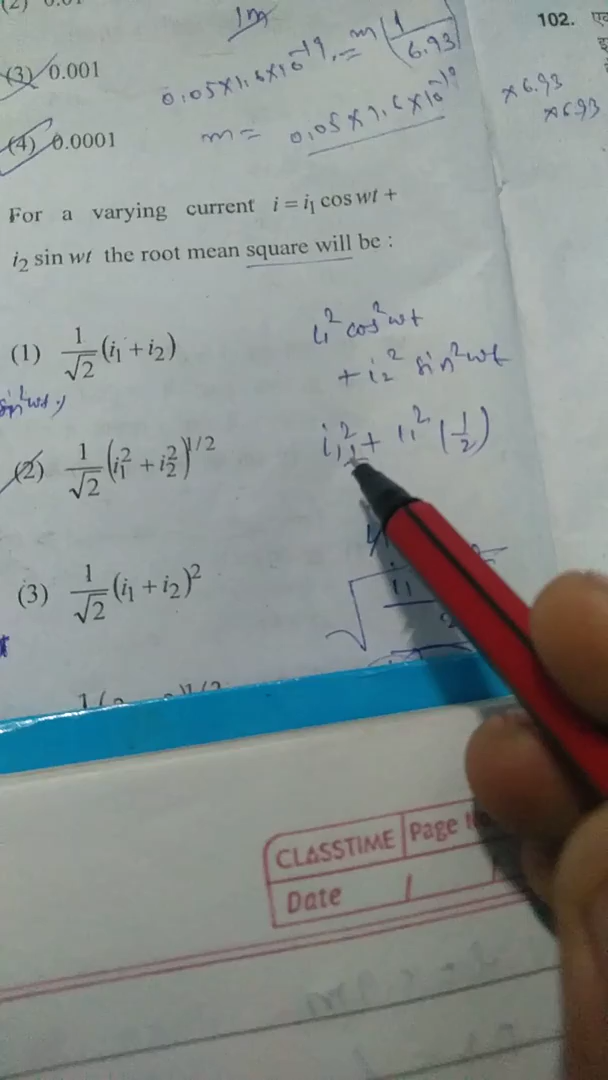 (3) 0.001
0.05×1.6×10⁻¹⁹ = m (1/6.93)
(4) 0.0001
m = 0.05×1.6×10⁻¹⁹
×6.93
×6.93
102.
For a varying current i = i₁ cos wt +
i₂ sin wt the root mean square will be :
(1) 1/√2 (i₁ + i₂)
i₁² cos² wt
+ i₂² sin² wt
(2) 1/√2 (i₁² + i₂²)^1/2
(1/2)
(3) 1/√2 (i₁ + i₂)²
CLASSTIME Page
Date